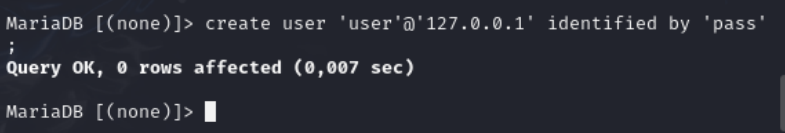 MariaDB [(none)]> create user 'user'@'127.0.0.1' identified by 'pass'
;
Query OK, 0 rows affected (0,007 sec)
MariaDB [(none)]>